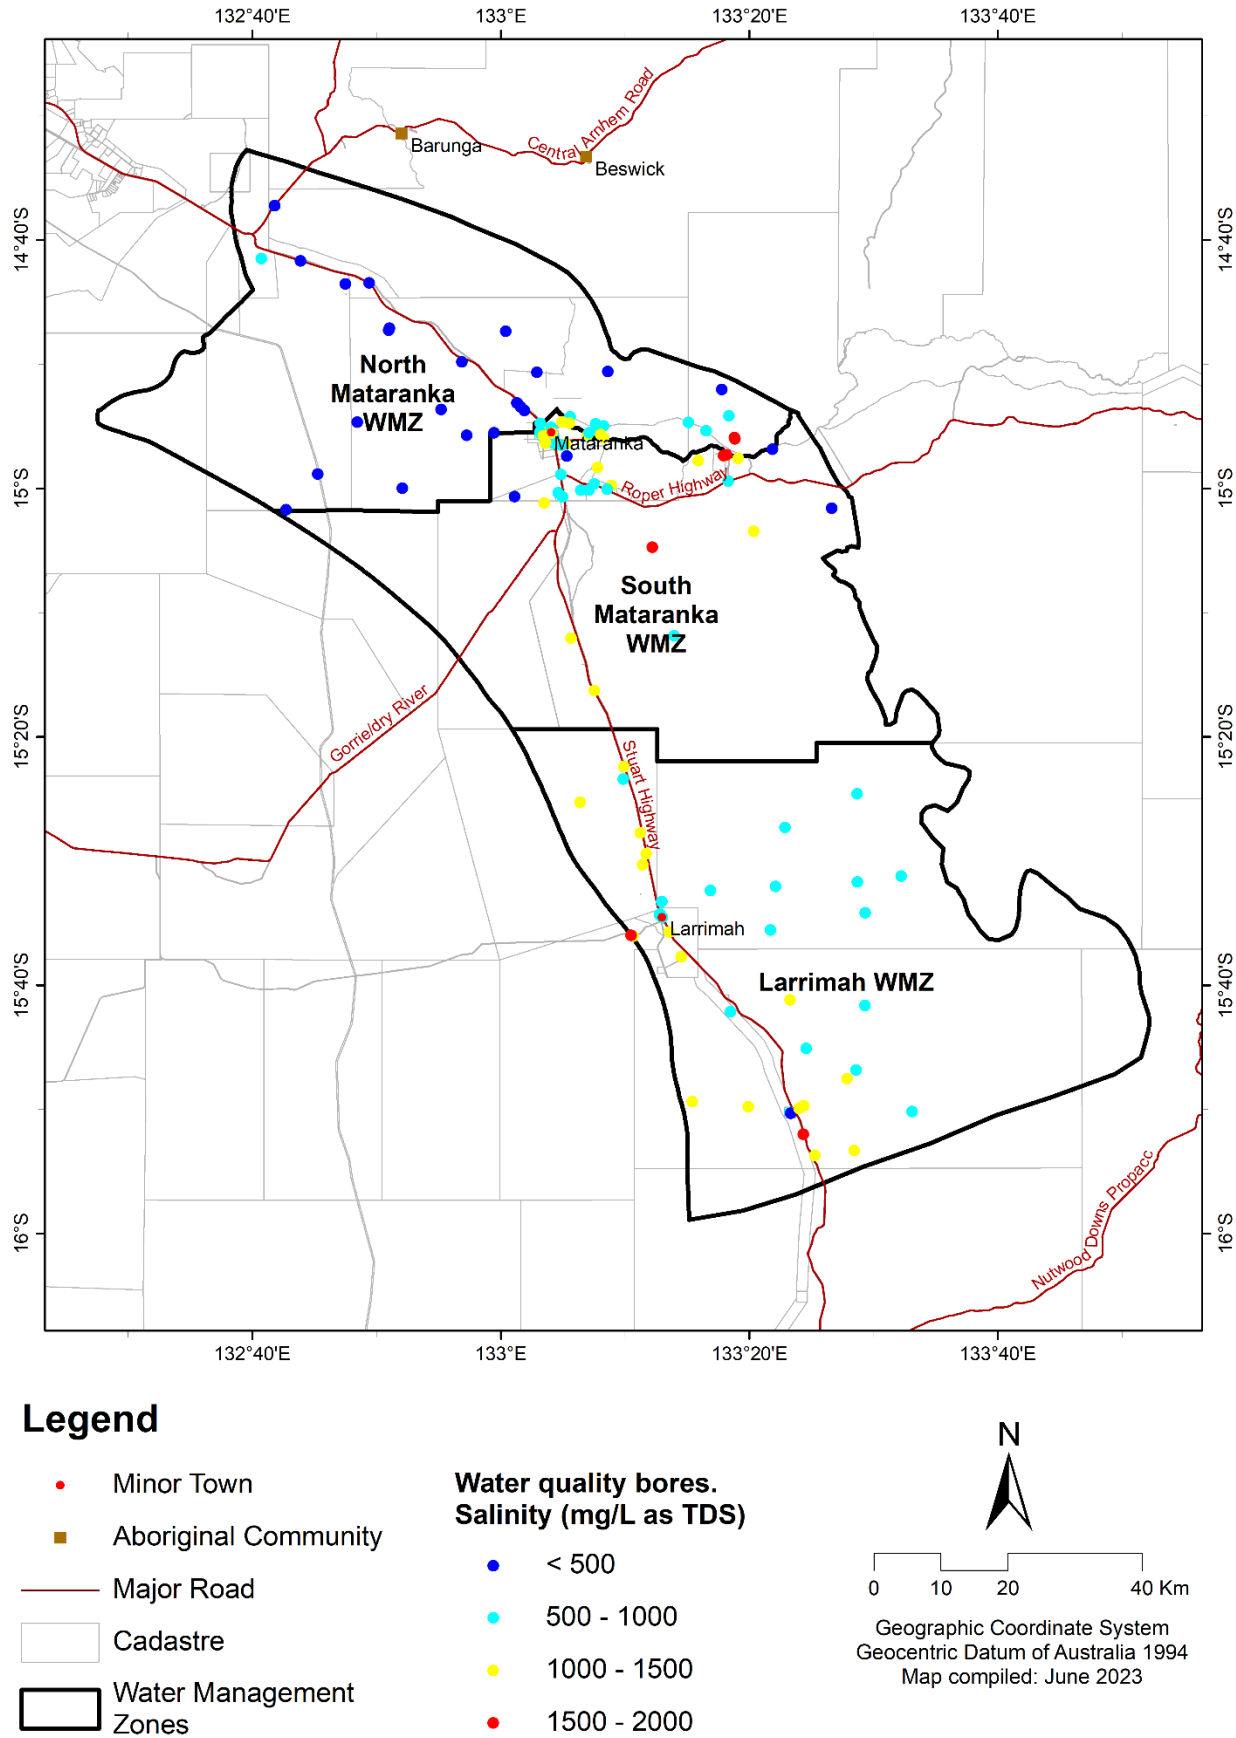 132°40'E
133°E
133°20'E
133°40'E
14°40'S
15°S
15°20'S
15°40'S
16°S
14°40'S
15°S
15°20'S
15°40'S
16°S
Central Arnhem Road
Barunga
Beswick
North
Mataranka
WMZ
Mataranka
Roper Highway
South
Mataranka
WMZ
Gorrie/dry River
Stuart Highway
Larrimah
Larrimah WMZ
Nutwood Downs Propacc
132°40'E
133°E
133°20'E
133°40'E
Legend
Minor Town
Aboriginal Community
Major Road
Cadastre
Water Management
Zones
Water quality bores.
Salinity (mg/L as TDS)
< 500
500 - 1000
1000 - 1500
1500 - 2000
N
0 10 20 40 Km
Geographic Coordinate System
Geocentric Datum of Australia 1994
Map compiled: June 2023